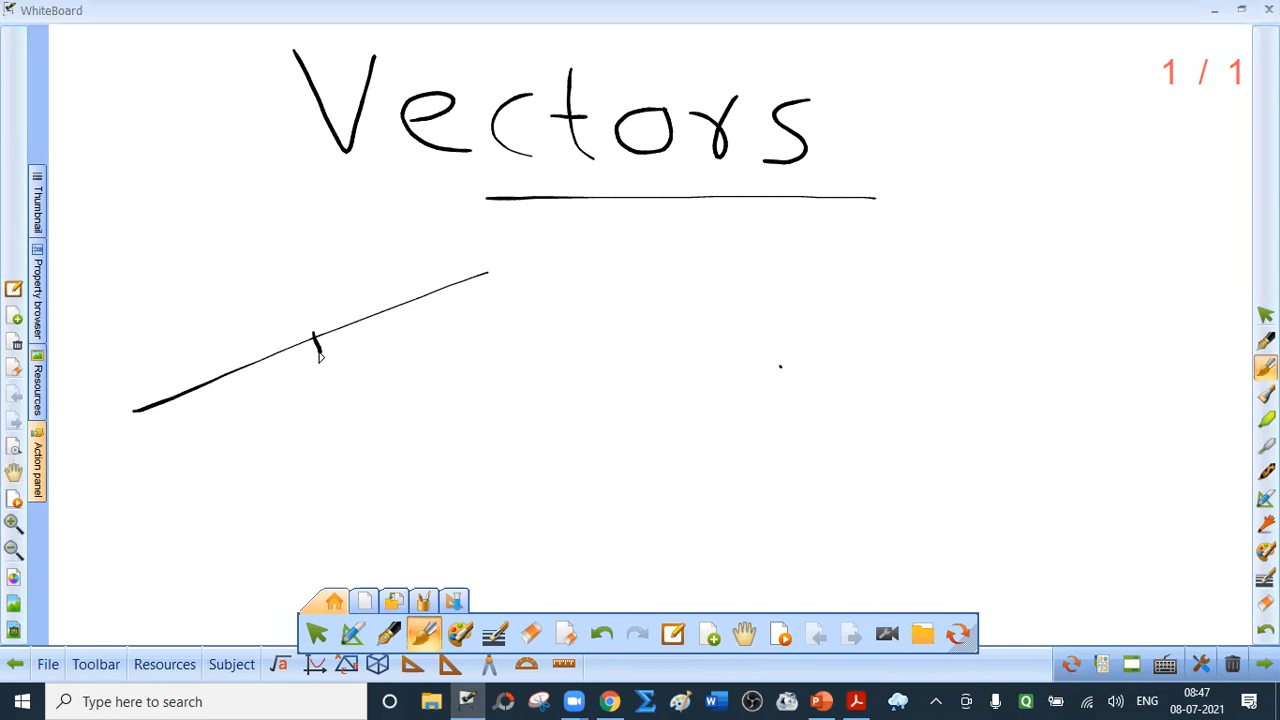 WhiteBoard
Vectors
1 / 1
Thumbnail
Property browser
Resources
Action panel
File Toolbar Resources Subject
Type here to search
ENG
08:47
08-07-2021